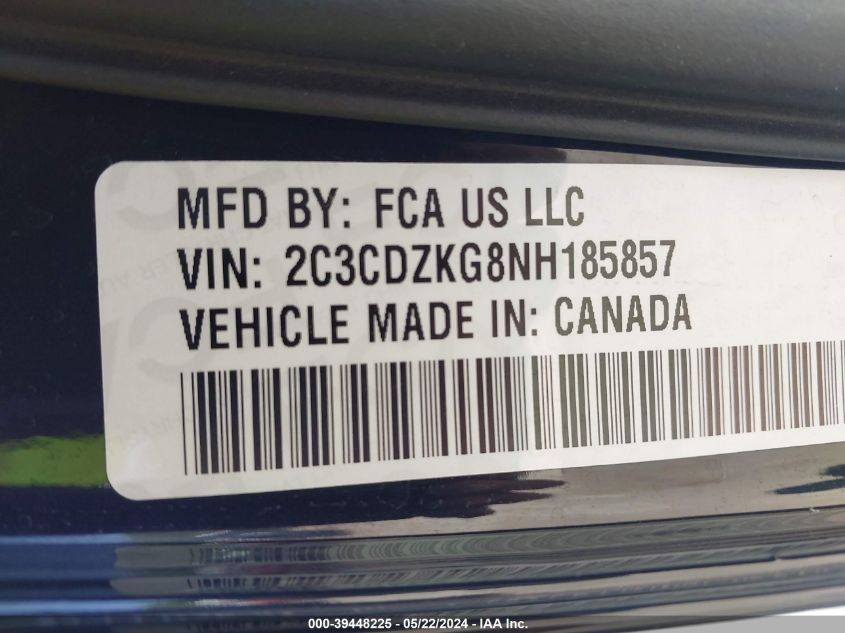 MFD BY: FCA US LLC
VIN: 2C3CDZKG8NH185857
VEHICLE MADE IN: CANADA
000-39448225 - 05/22/2024 - IAA Inc.